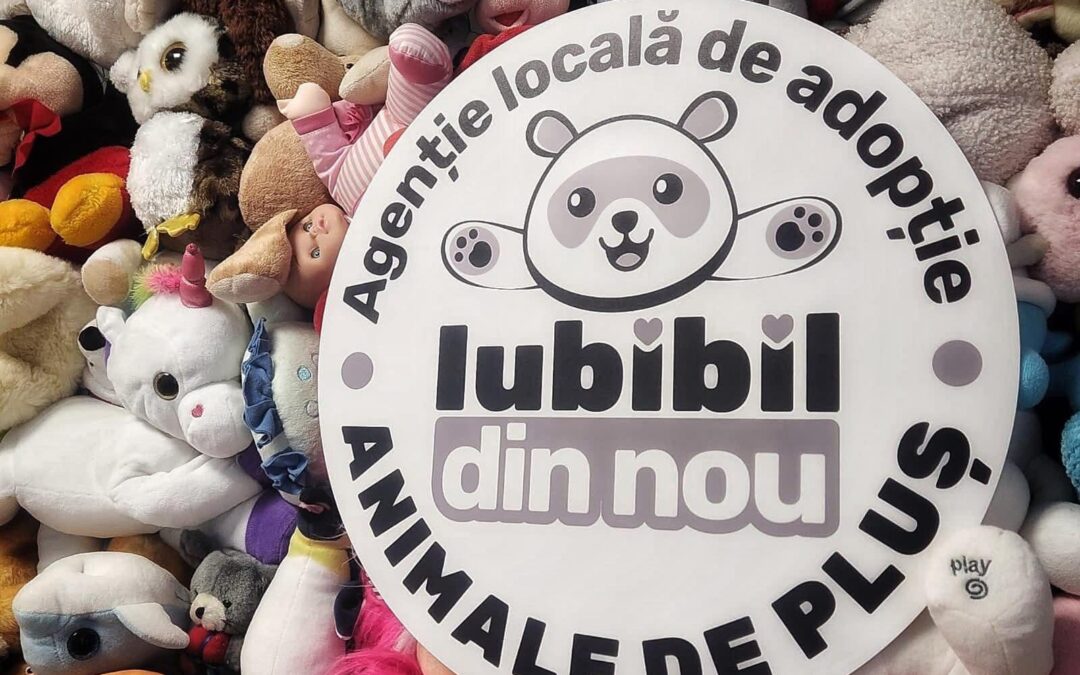 Agenție locală de adopție
Iubibil
din nou
ANIMALE DE PLUȘ
play